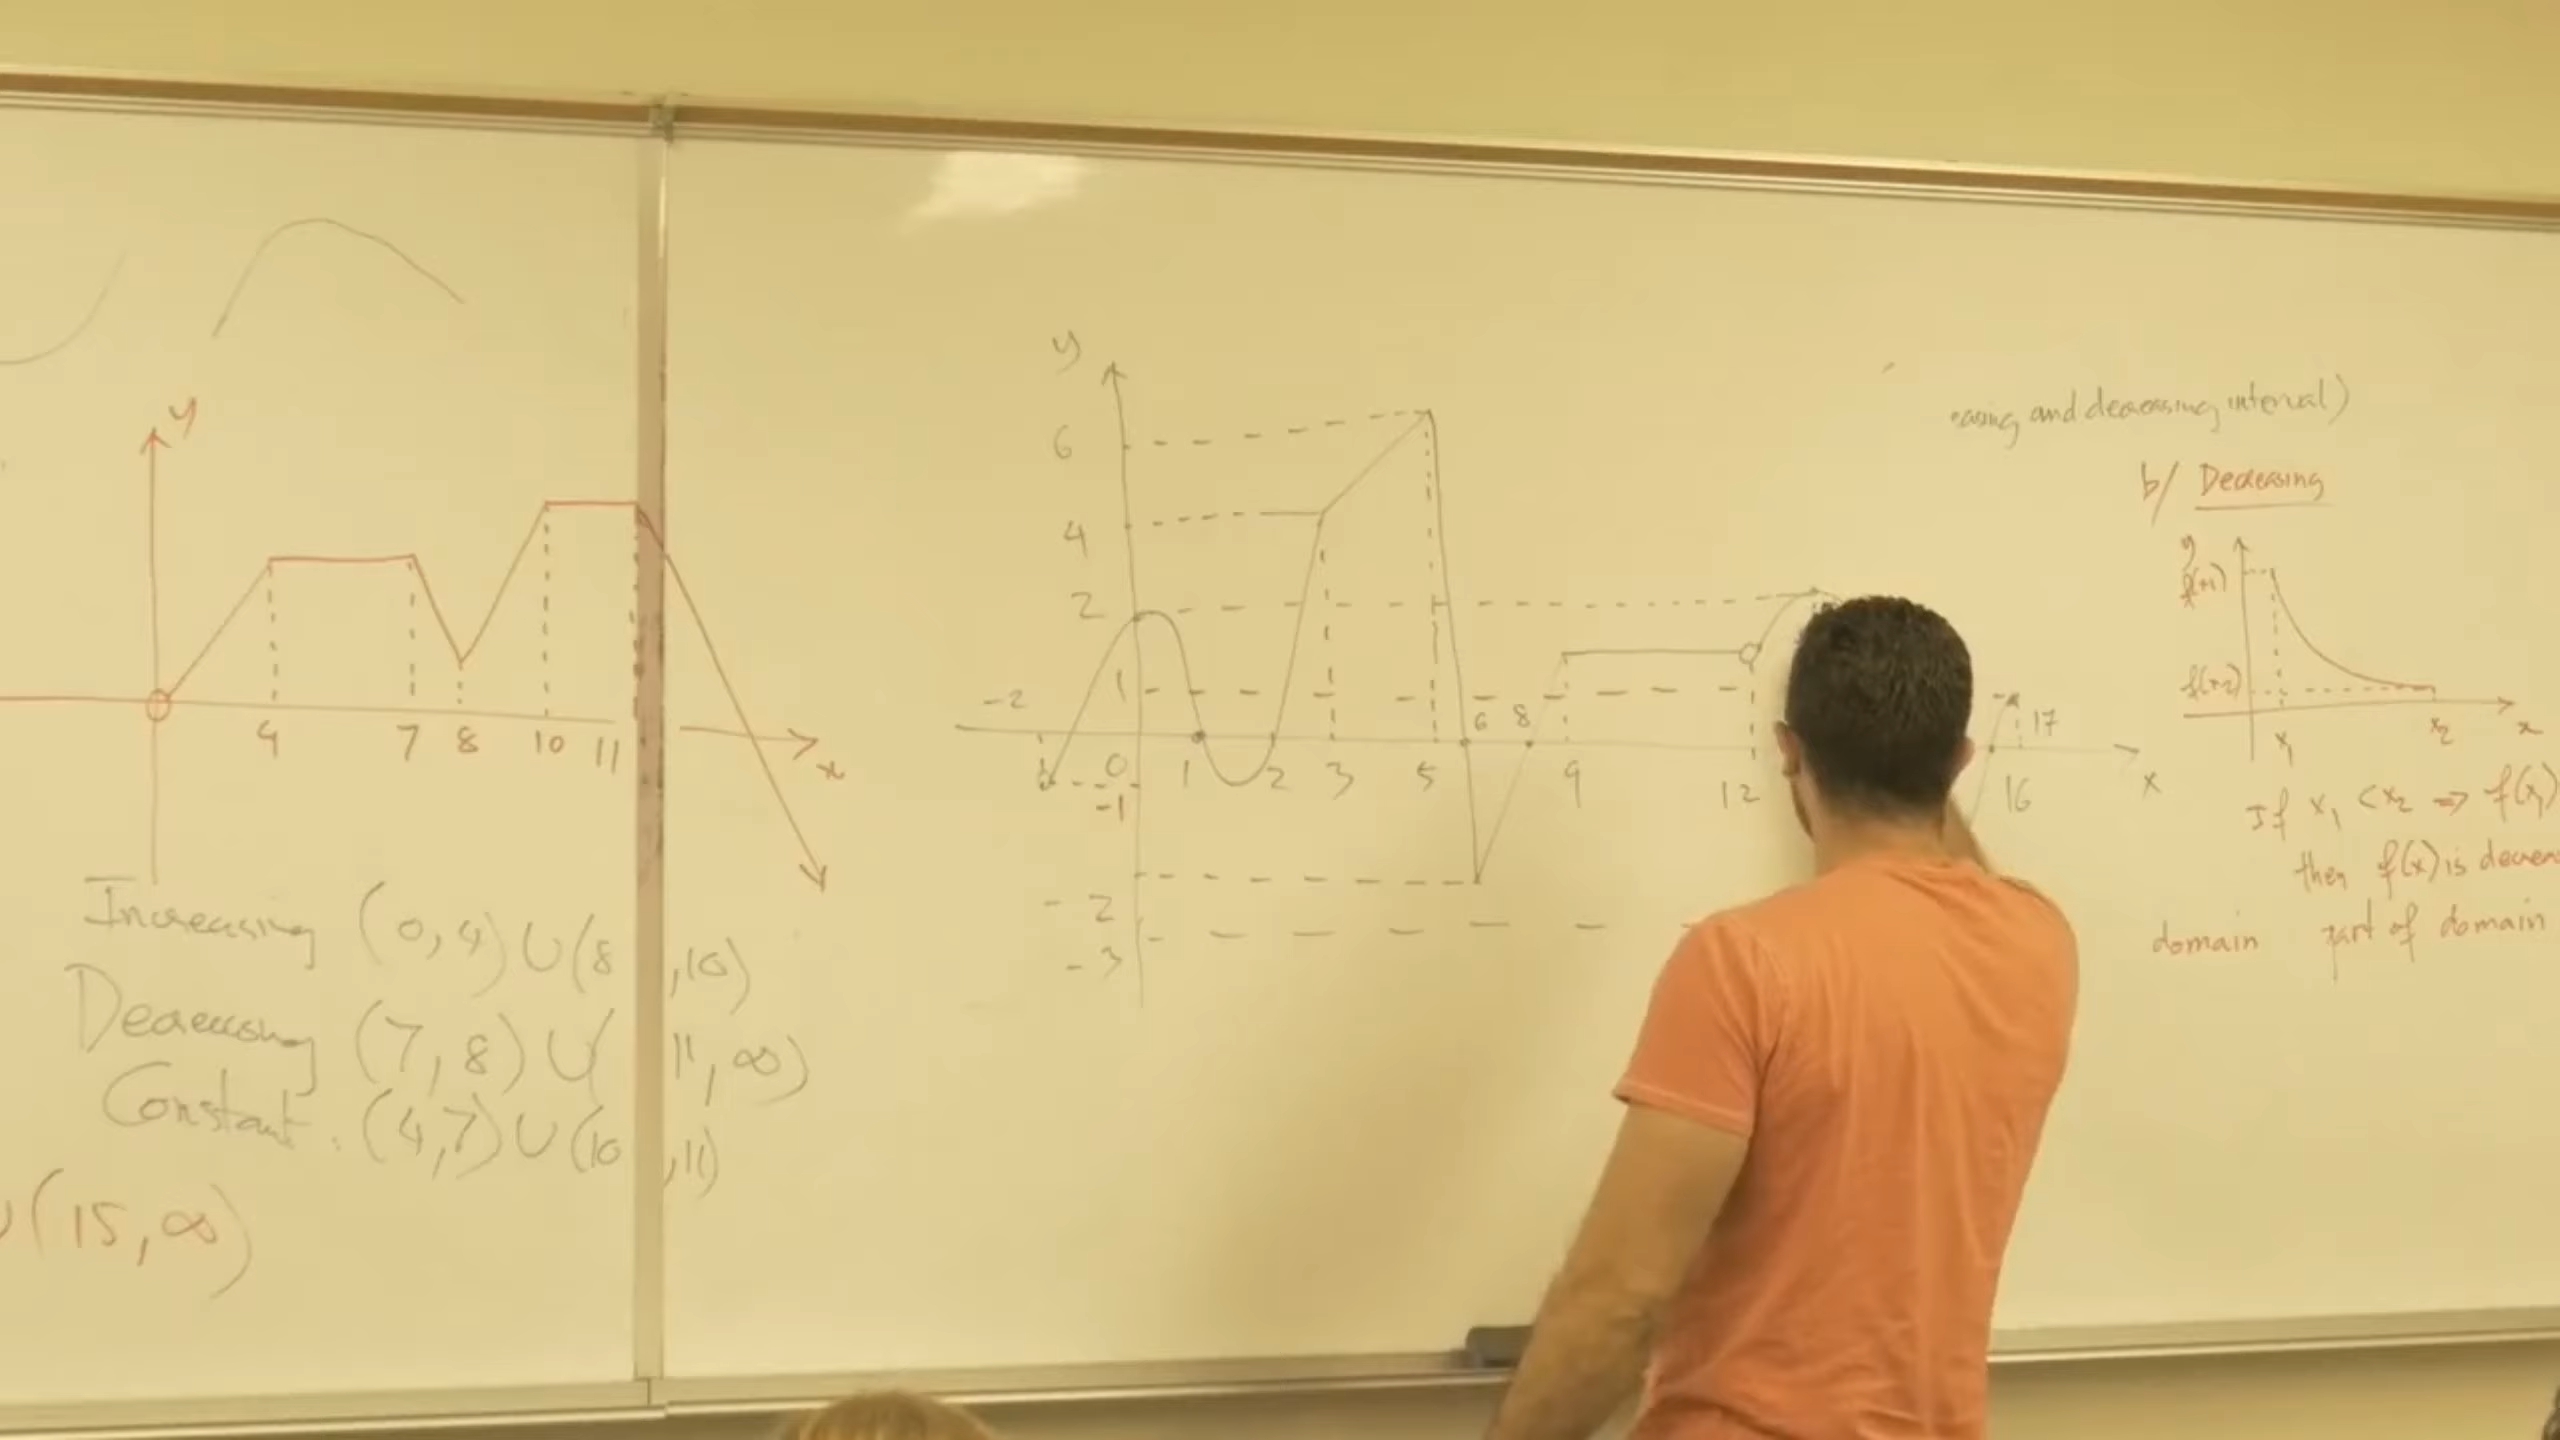 y
4
7
8
10
11
x
Increasing (0,4) ∪ (8,10)
Decreasing (7,8) ∪ (11,∞)
Constant: (4,7) ∪ (10,11)
∪ (15,∞)
y
6
4
2
1
-2
0
-1
1
2
3
5
6
8
9
12
16
17
x
-2
-3
easing and decreasing interval)
b/ Decreasing
y
f(x1)
f(x2)
x1
x2
x
If x1 < x2 => f(x1)
then f(x) is decreas
domain part of domain